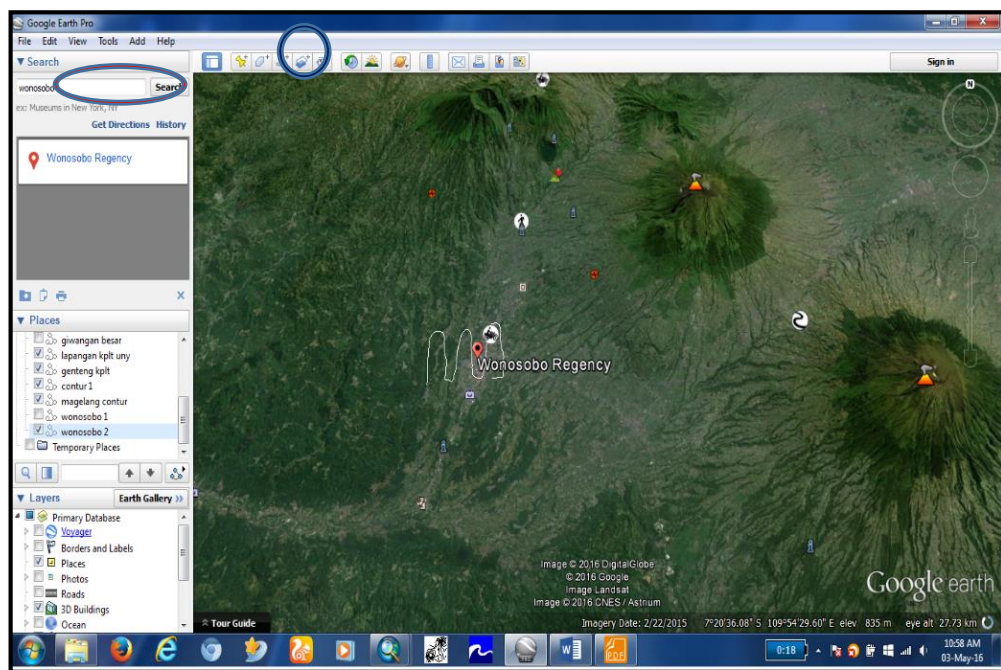 Google Earth Pro
File Edit View Tools Add Help
▼ Search
Sign in
wonosobo
Search
ex: Museums in New York, NY
Get Directions History
Wonosobo Regency
▼ Places
giwangan besar
lapangan kplt uny
genteng kplt
contur 1
magelang contur
wonosobo 1
wonosobo 2
Temporary Places
▼ Layers
Earth Gallery >>
Primary Database
Voyager
Borders and Labels
Places
Photos
Roads
3D Buildings
Ocean
N
Wonosobo Regency
Image © 2016 DigitalGlobe
© 2016 Google
Image Landsat
Image © 2016 CNES / Astrium
Google earth
Tour Guide
Imagery Date: 2/22/2015 7°20'36.08" S 109°54'29.60" E elev 835 m eye alt 27.73 km
PDF
0:18
10:58 AM
03-May-16